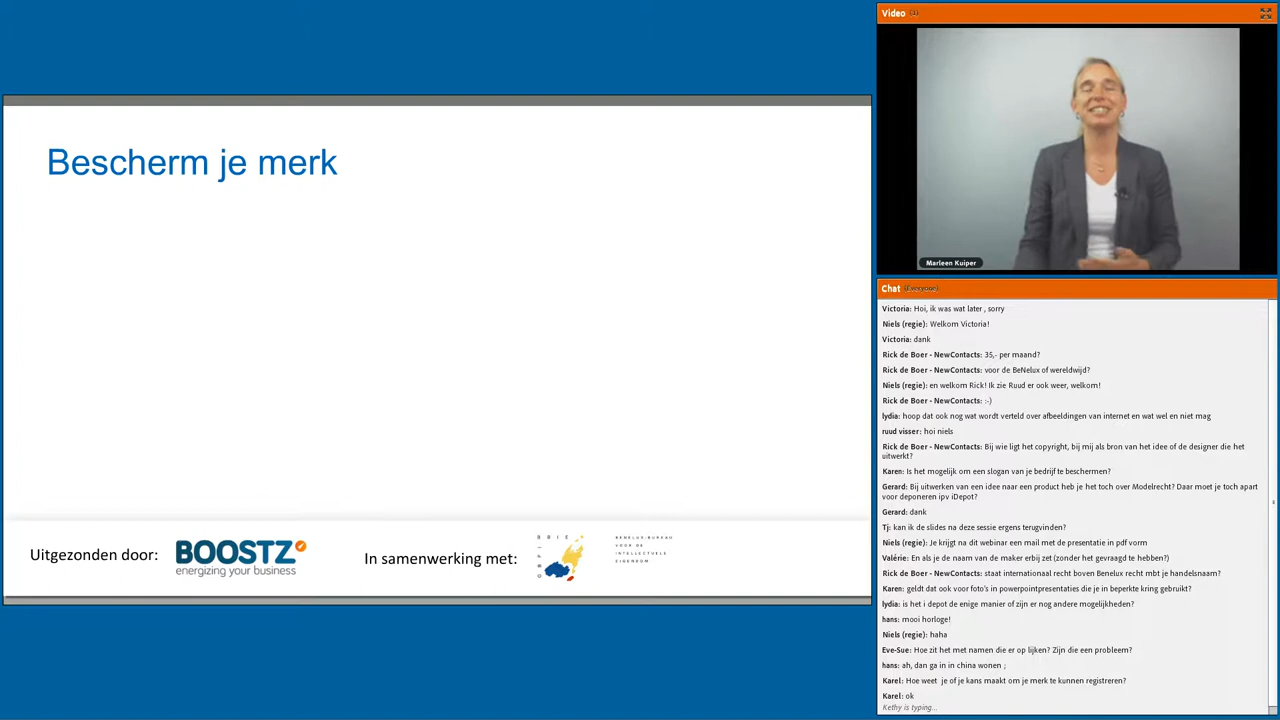 Bescherm je merk
Uitgezonden door:
BOOSTZ
energizing your business
In samenwerking met:
BENELUX-BUREAU
VOOR DE
INTELLECTUELE
EIGENDOM
Video (1)
Marleen Kuiper
Chat (Everyone)
Victoria: Hoi, ik was wat later , sorry
Niels (regie): Welkom Victoria!
Victoria: dank
Rick de Boer - NewContacts: 35,- per maand?
Rick de Boer - NewContacts: voor de BeNelux of wereldwijd?
Niels (regie): en welkom Rick! Ik zie Ruud er ook weer, welkom!
Rick de Boer - NewContacts: :-)
lydia: hoop dat ook nog wat wordt verteld over afbeeldingen van internet en wat wel en niet mag
ruud visser: hoi niels
Rick de Boer - NewContacts: Bij wie ligt het copyright, bij mij als bron van het idee of de designer die het
uitwerkt?
Karen: Is het mogelijk om een slogan van je bedrijf te beschermen?
Gerard: Bij uitwerken van een idee naar een product heb je het toch over Modelrecht? Daar moet je toch apart
voor deponeren ipv iDepot?
Gerard: dank
Tj: kan ik de slides na deze sessie ergens terugvinden?
Niels (regie): Je krijgt na dit webinar een mail met de presentatie in pdf vorm
Valérie: En als je de naam van de maker erbij zet (zonder het gevraagd te hebben?)
Rick de Boer - NewContacts: staat internationaal recht boven Benelux recht mbt je handelsnaam?
Karen: geldt dat ook voor foto's in powerpointpresentaties die je in beperkte kring gebruikt?
lydia: is het i depot de enige manier of zijn er nog andere mogelijkheden?
hans: mooi horloge!
Niels (regie): haha
Eve-Sue: Hoe zit het met namen die er op lijken? Zijn die een probleem?
hans: ah, dan ga in in china wonen ;
Karel: Hoe weet je of je kans maakt om je merk te kunnen registreren?
Karel: ok
Kethy is typing...